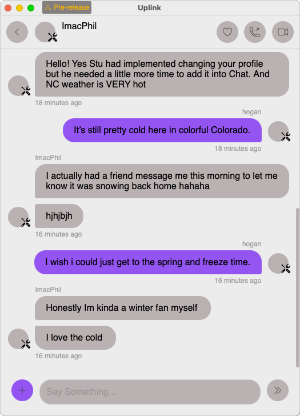 Pre-release
Uplink
ImacPhil
Hello! Yes Stu had implemented changing your profile
but he needed a little more time to add it into Chat. And
NC weather is VERY hot
18 minutes ago
hogan
It's still pretty cold here in colorful Colorado.
18 minutes ago
ImacPhil
I actually had a friend message me this morning to let me
know it was snowing back home hahaha
hjhjbjh
16 minutes ago
hogan
I wish i could just get to the spring and freeze time.
16 minutes ago
ImacPhil
Honestly Im kinda a winter fan myself
I love the cold
16 minutes ago
Say Something...